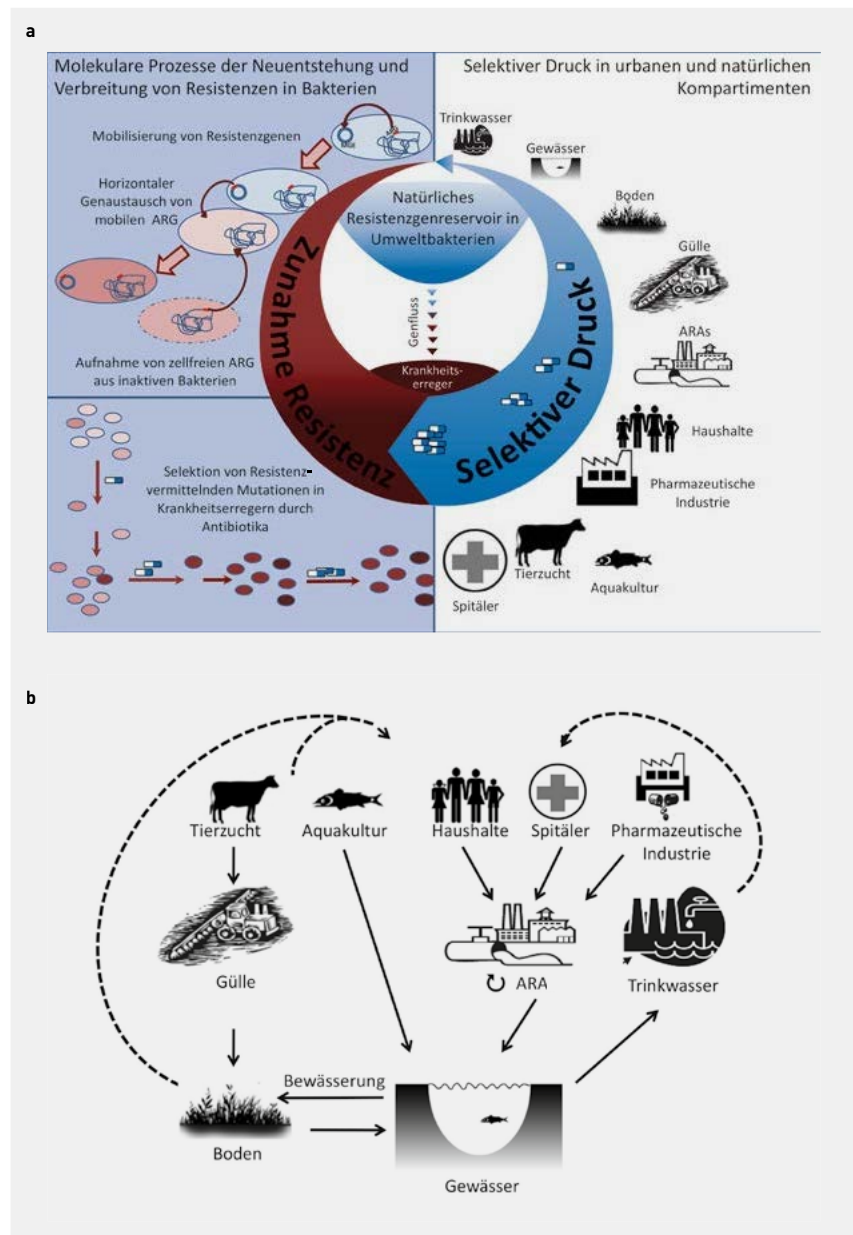 a
Molekulare Prozesse der Neuentstehung und
Verbreitung von Resistenzen in Bakterien
Mobilisierung von Resistenzgenen
Horizontaler
Genaustausch von
mobilen ARG
Aufnahme von zellfreien ARG
aus inaktiven Bakterien
Selektion von Resistenz-
vermittelnden Mutationen in
Krankheitserregern durch
Antibiotika
Zunahme Resistenz
Natürliches
Resistenzgenreservoir in
Umweltbakterien
Genfluss
Krankheits-
erreger
Selektiver Druck
Selektiver Druck in urbanen und natürlichen
Kompartimenten
Trinkwasser
Gewässer
Boden
Gülle
ARAs
Haushalte
Pharmazeutische
Industrie
Tierzucht
Aquakultur
Spitäler
b
Tierzucht
Aquakultur
Haushalte
Spitäler
Pharmazeutische
Industrie
Gülle
ARA
Trinkwasser
Bewässerung
Boden
Gewässer